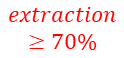 extraction
≥ 70%